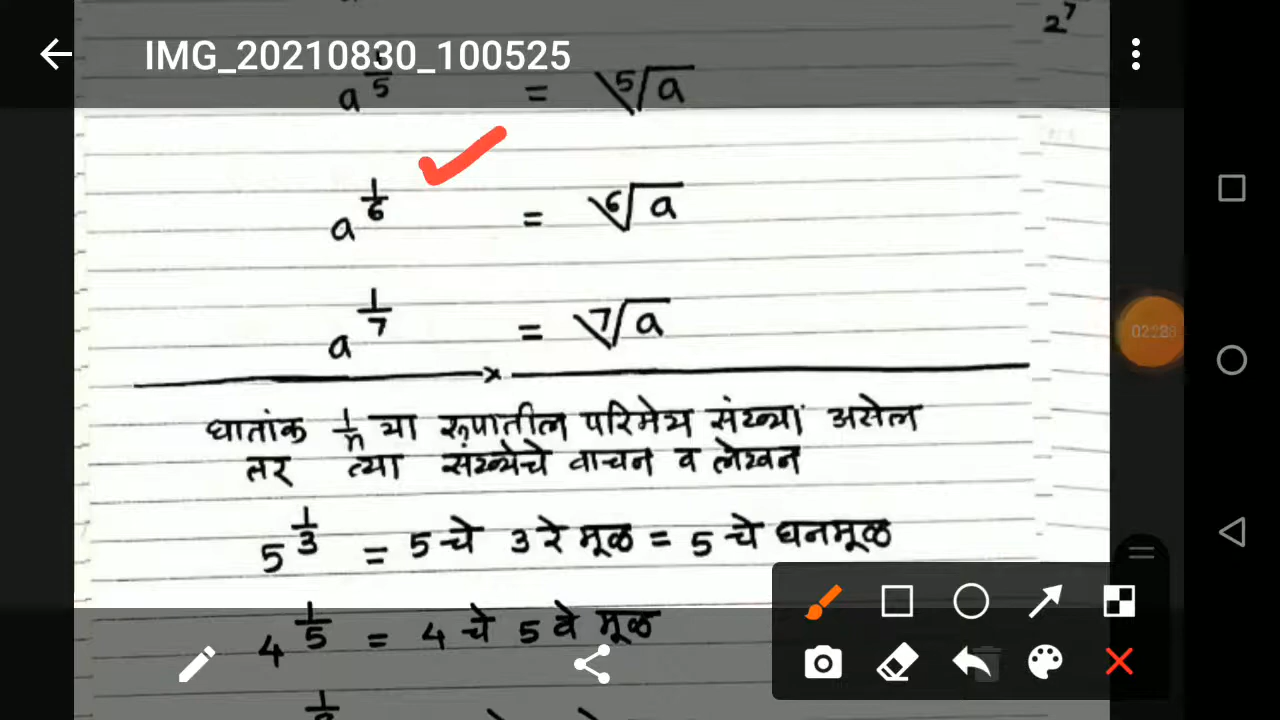 2⁷
IMG_20210830_100525
a^(1/5) = ⁵√a
a^(1/6) = ⁶√a
a^(1/7) = ⁷√a
x
घातांक 1/n या रूपातील परिमेय संख्या असेल
तर त्या संख्येचे वाचन व लेखन
5^(1/3) = 5 चे 3 रे मूळ = 5 चे घनमूळ
4^(1/5) = 4 चे 5 वे मूळ